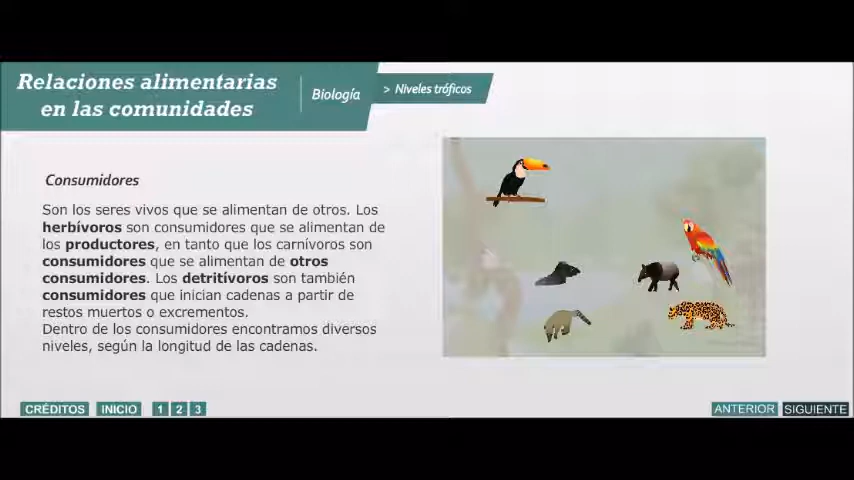 Relaciones alimentarias
en las comunidades
Biología
> Niveles tróficos
Consumidores
Son los seres vivos que se alimentan de otros. Los
herbívoros son consumidores que se alimentan de
los productores, en tanto que los carnívoros son
consumidores que se alimentan de otros
consumidores. Los detritívoros son también
consumidores que inician cadenas a partir de
restos muertos o excrementos.
Dentro de los consumidores encontramos diversos
niveles, según la longitud de las cadenas.
CRÉDITOS INICIO 1 2 3 ANTERIOR SIGUIENTE